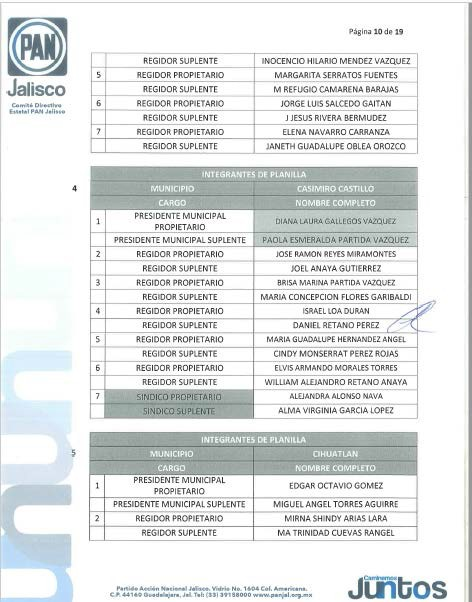 Página 10 de 19
PAN
Jalisco
Comité Directivo
Estatal PAN Jalisco
REGIDOR SUPLENTE INOCENCIO HILARIO MENDEZ VAZQUEZ
5 REGIDOR PROPIETARIO MARGARITA SERRATOS FUENTES
REGIDOR SUPLENTE M REFUGIO CAMARENA BARAJAS
6 REGIDOR PROPIETARIO JORGE LUIS SALCEDO GAITAN
REGIDOR SUPLENTE J JESUS RIVERA BERMUDEZ
7 REGIDOR PROPIETARIO ELENA NAVARRO CARRANZA
REGIDOR SUPLENTE JANETH GUADALUPE OBLEA OROZCO
INTEGRANTES DE PLANILLA
4 MUNICIPIO CASIMIRO CASTILLO
CARGO NOMBRE COMPLETO
1 PRESIDENTE MUNICIPAL PROPIETARIO DIANA LAURA GALLEGOS VAZQUEZ
PRESIDENTE MUNICIPAL SUPLENTE PAOLA ESMERALDA PARTIDA VAZQUEZ
2 REGIDOR PROPIETARIO JOSE RAMON REYES MIRAMONTES
REGIDOR SUPLENTE JOEL ANAYA GUTIERREZ
3 REGIDOR PROPIETARIO BRISA MARINA PARTIDA VAZQUEZ
REGIDOR SUPLENTE MARIA CONCEPCION FLORES GARIBALDI
4 REGIDOR PROPIETARIO ISRAEL LOA DURAN
REGIDOR SUPLENTE DANIEL RETANO PEREZ
5 REGIDOR PROPIETARIO MARIA GUADALUPE HERNANDEZ ANGEL
REGIDOR SUPLENTE CINDY MONSERRAT PEREZ ROJAS
6 REGIDOR PROPIETARIO ELVIS ARMANDO MORALES TORRES
REGIDOR SUPLENTE WILLIAM ALEJANDRO RETANO ANAYA
7 SINDICO PROPIETARIO ALEJANDRA ALONSO NAVA
SINDICO SUPLENTE ALMA VIRGINIA GARCIA LOPEZ
INTEGRANTES DE PLANILLA
5 MUNICIPIO CIHUATLAN
CARGO NOMBRE COMPLETO
1 PRESIDENTE MUNICIPAL PROPIETARIO EDGAR OCTAVIO GOMEZ
PRESIDENTE MUNICIPAL SUPLENTE MIGUEL ANGEL TORRES AGUIRRE
2 REGIDOR PROPIETARIO MIRNA SHINDY ARIAS LARA
REGIDOR SUPLENTE MA TRINIDAD CUEVAS RANGEL
Partido Acción Nacional Jalisco. Vidrio No. 1604 Col. Americana.
C.P. 44160 Guadalajara, Jal Tel: (33) 39158000 www.panjal.org.mx
Caminemos
Juntos